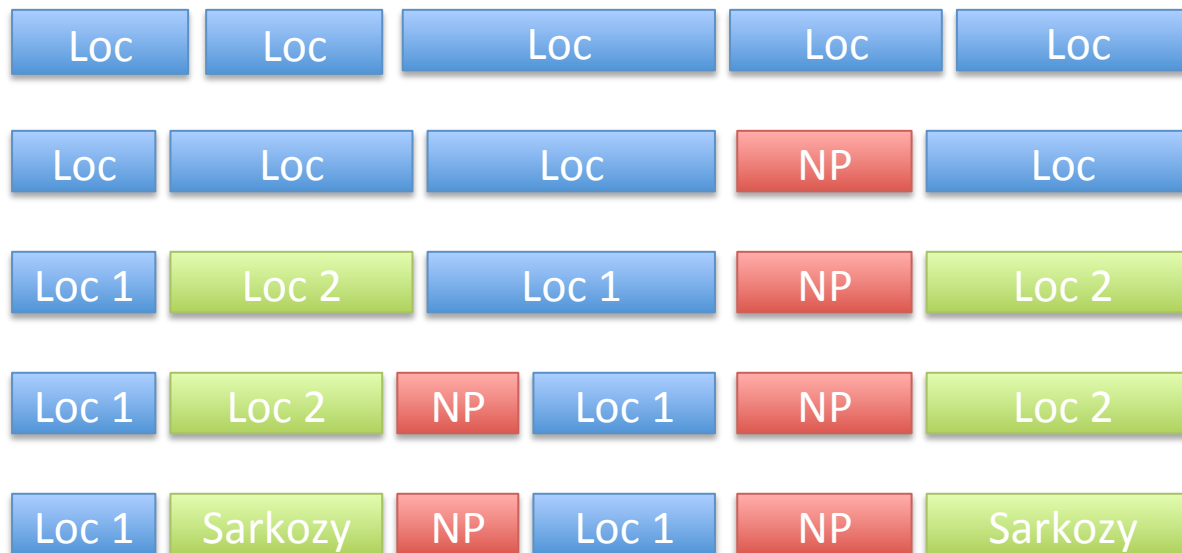 Loc Loc Loc Loc Loc
Loc Loc Loc NP Loc
Loc 1 Loc 2 Loc 1 NP Loc 2
Loc 1 Loc 2 NP Loc 1 NP Loc 2
Loc 1 Sarkozy NP Loc 1 NP Sarkozy